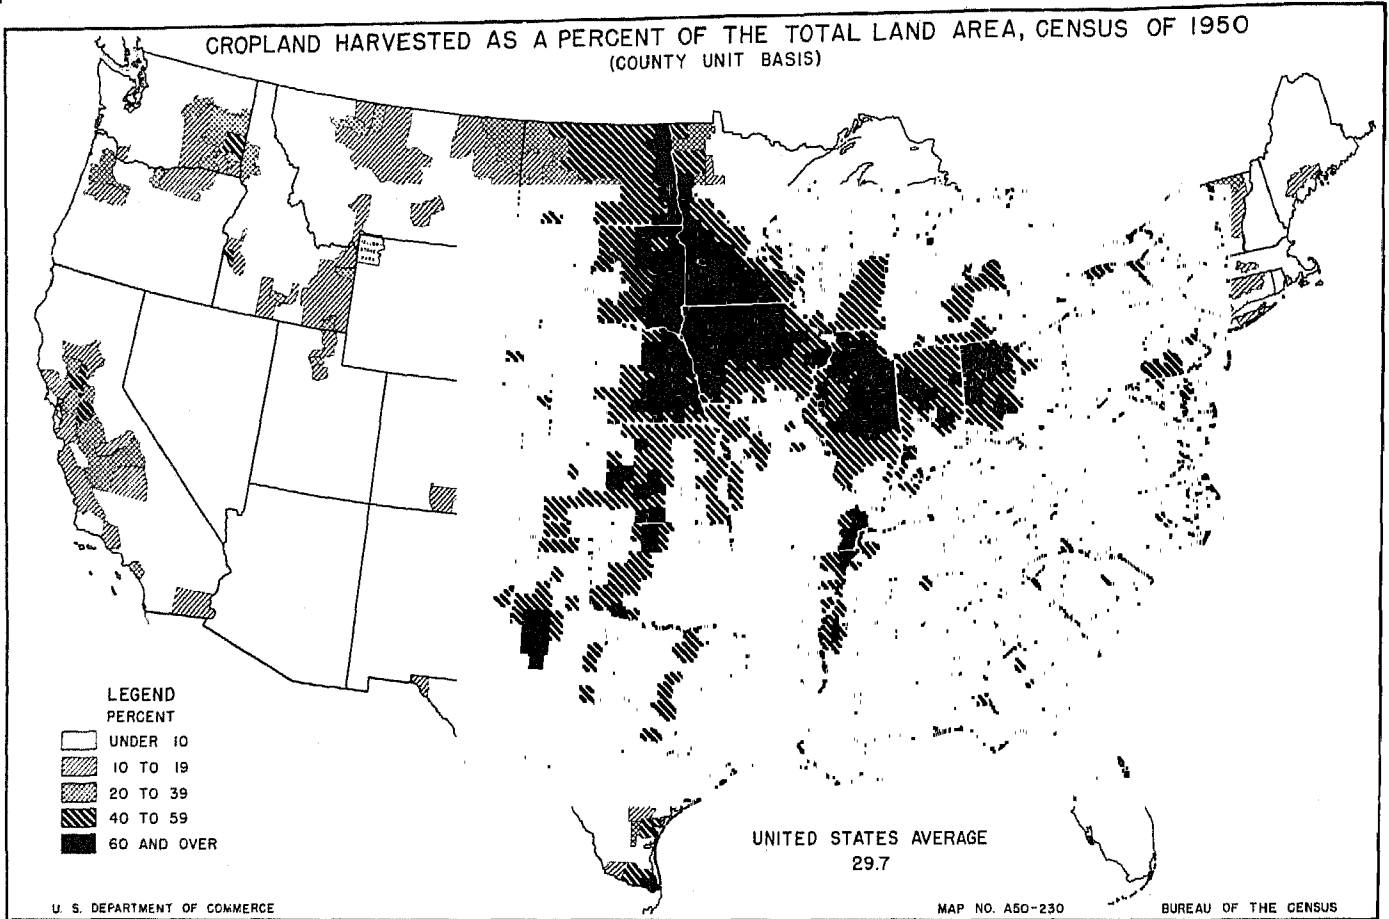 CROPLAND HARVESTED AS A PERCENT OF THE TOTAL LAND AREA, CENSUS OF 1950
(COUNTY UNIT BASIS)
LEGEND
PERCENT
UNDER 10
10 TO 19
20 TO 39
40 TO 59
60 AND OVER
UNITED STATES AVERAGE
29.7
U. S. DEPARTMENT OF COMMERCE
MAP NO. A50-230
BUREAU OF THE CENSUS